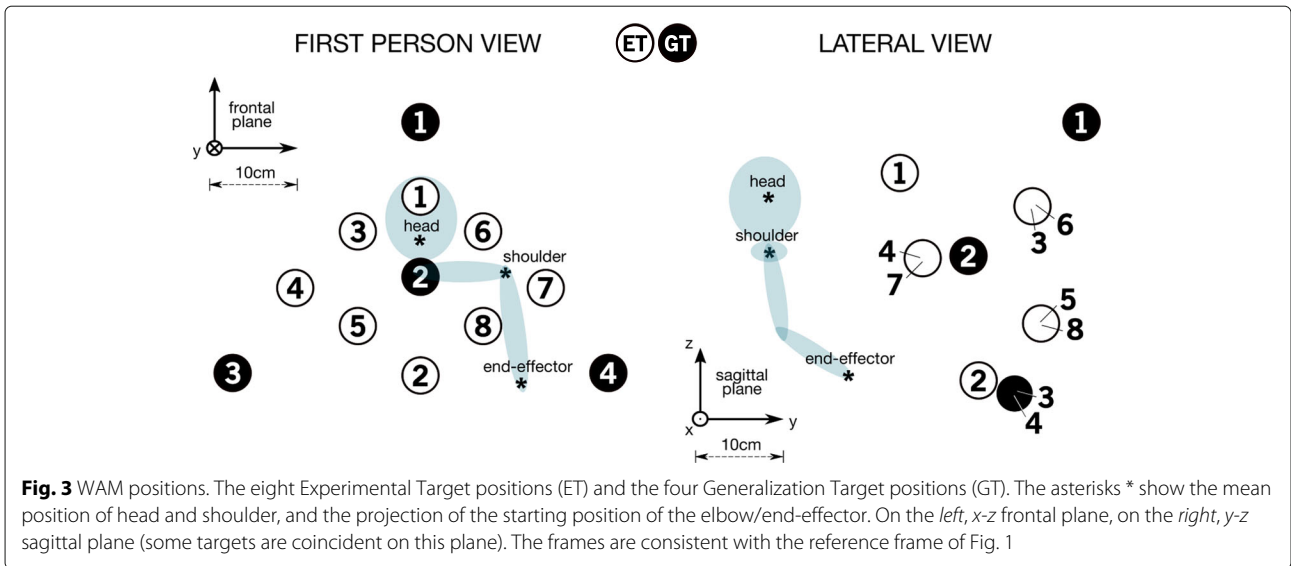 FIRST PERSON VIEW
ET GT
LATERAL VIEW
frontal
plane
y
10cm
1
1
head
*
3
6
2
shoulder
*
4
7
5
8
end-effector
*
3
2
4
1
head
*
1
shoulder
*
6
3
4
7
2
5
8
end-effector
*
z
sagittal
plane
x
y
10cm
2
3
4
Fig. 3 WAM positions. The eight Experimental Target positions (ET) and the four Generalization Target positions (GT). The asterisks * show the mean
position of head and shoulder, and the projection of the starting position of the elbow/end-effector. On the left, x-z frontal plane, on the right, y-z
sagittal plane (some targets are coincident on this plane). The frames are consistent with the reference frame of Fig. 1